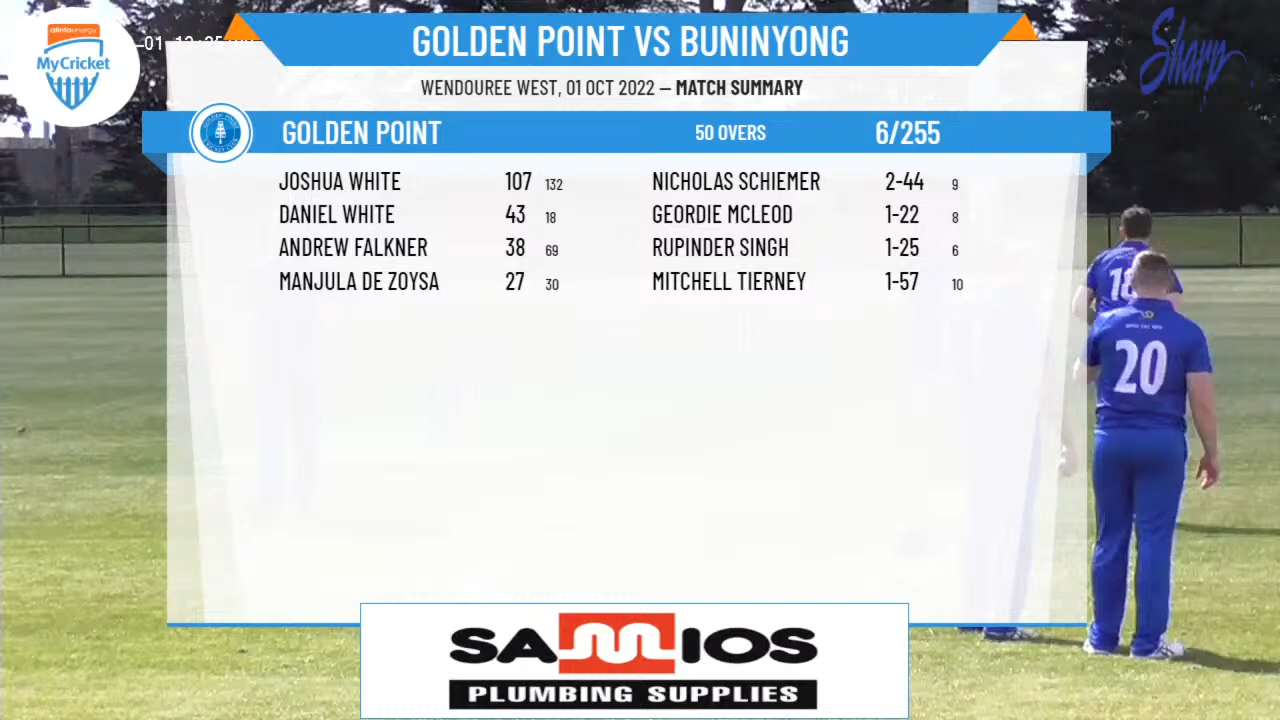 alintaenergy
MyCricket
GOLDEN POINT VS BUNINYONG
Sharp
WENDOUREE WEST, 01 OCT 2022 – MATCH SUMMARY
GOLDEN POINT 50 OVERS 6/255
JOSHUA WHITE 107 132 NICHOLAS SCHIEMER 2-44 9
DANIEL WHITE 43 18 GEORDIE MCLEOD 1-22 8
ANDREW FALKNER 38 69 RUPINDER SINGH 1-25 6
MANJULA DE ZOYSA 27 30 MITCHELL TIERNEY 1-57 10
18
20
SAMIOS
PLUMBING SUPPLIES